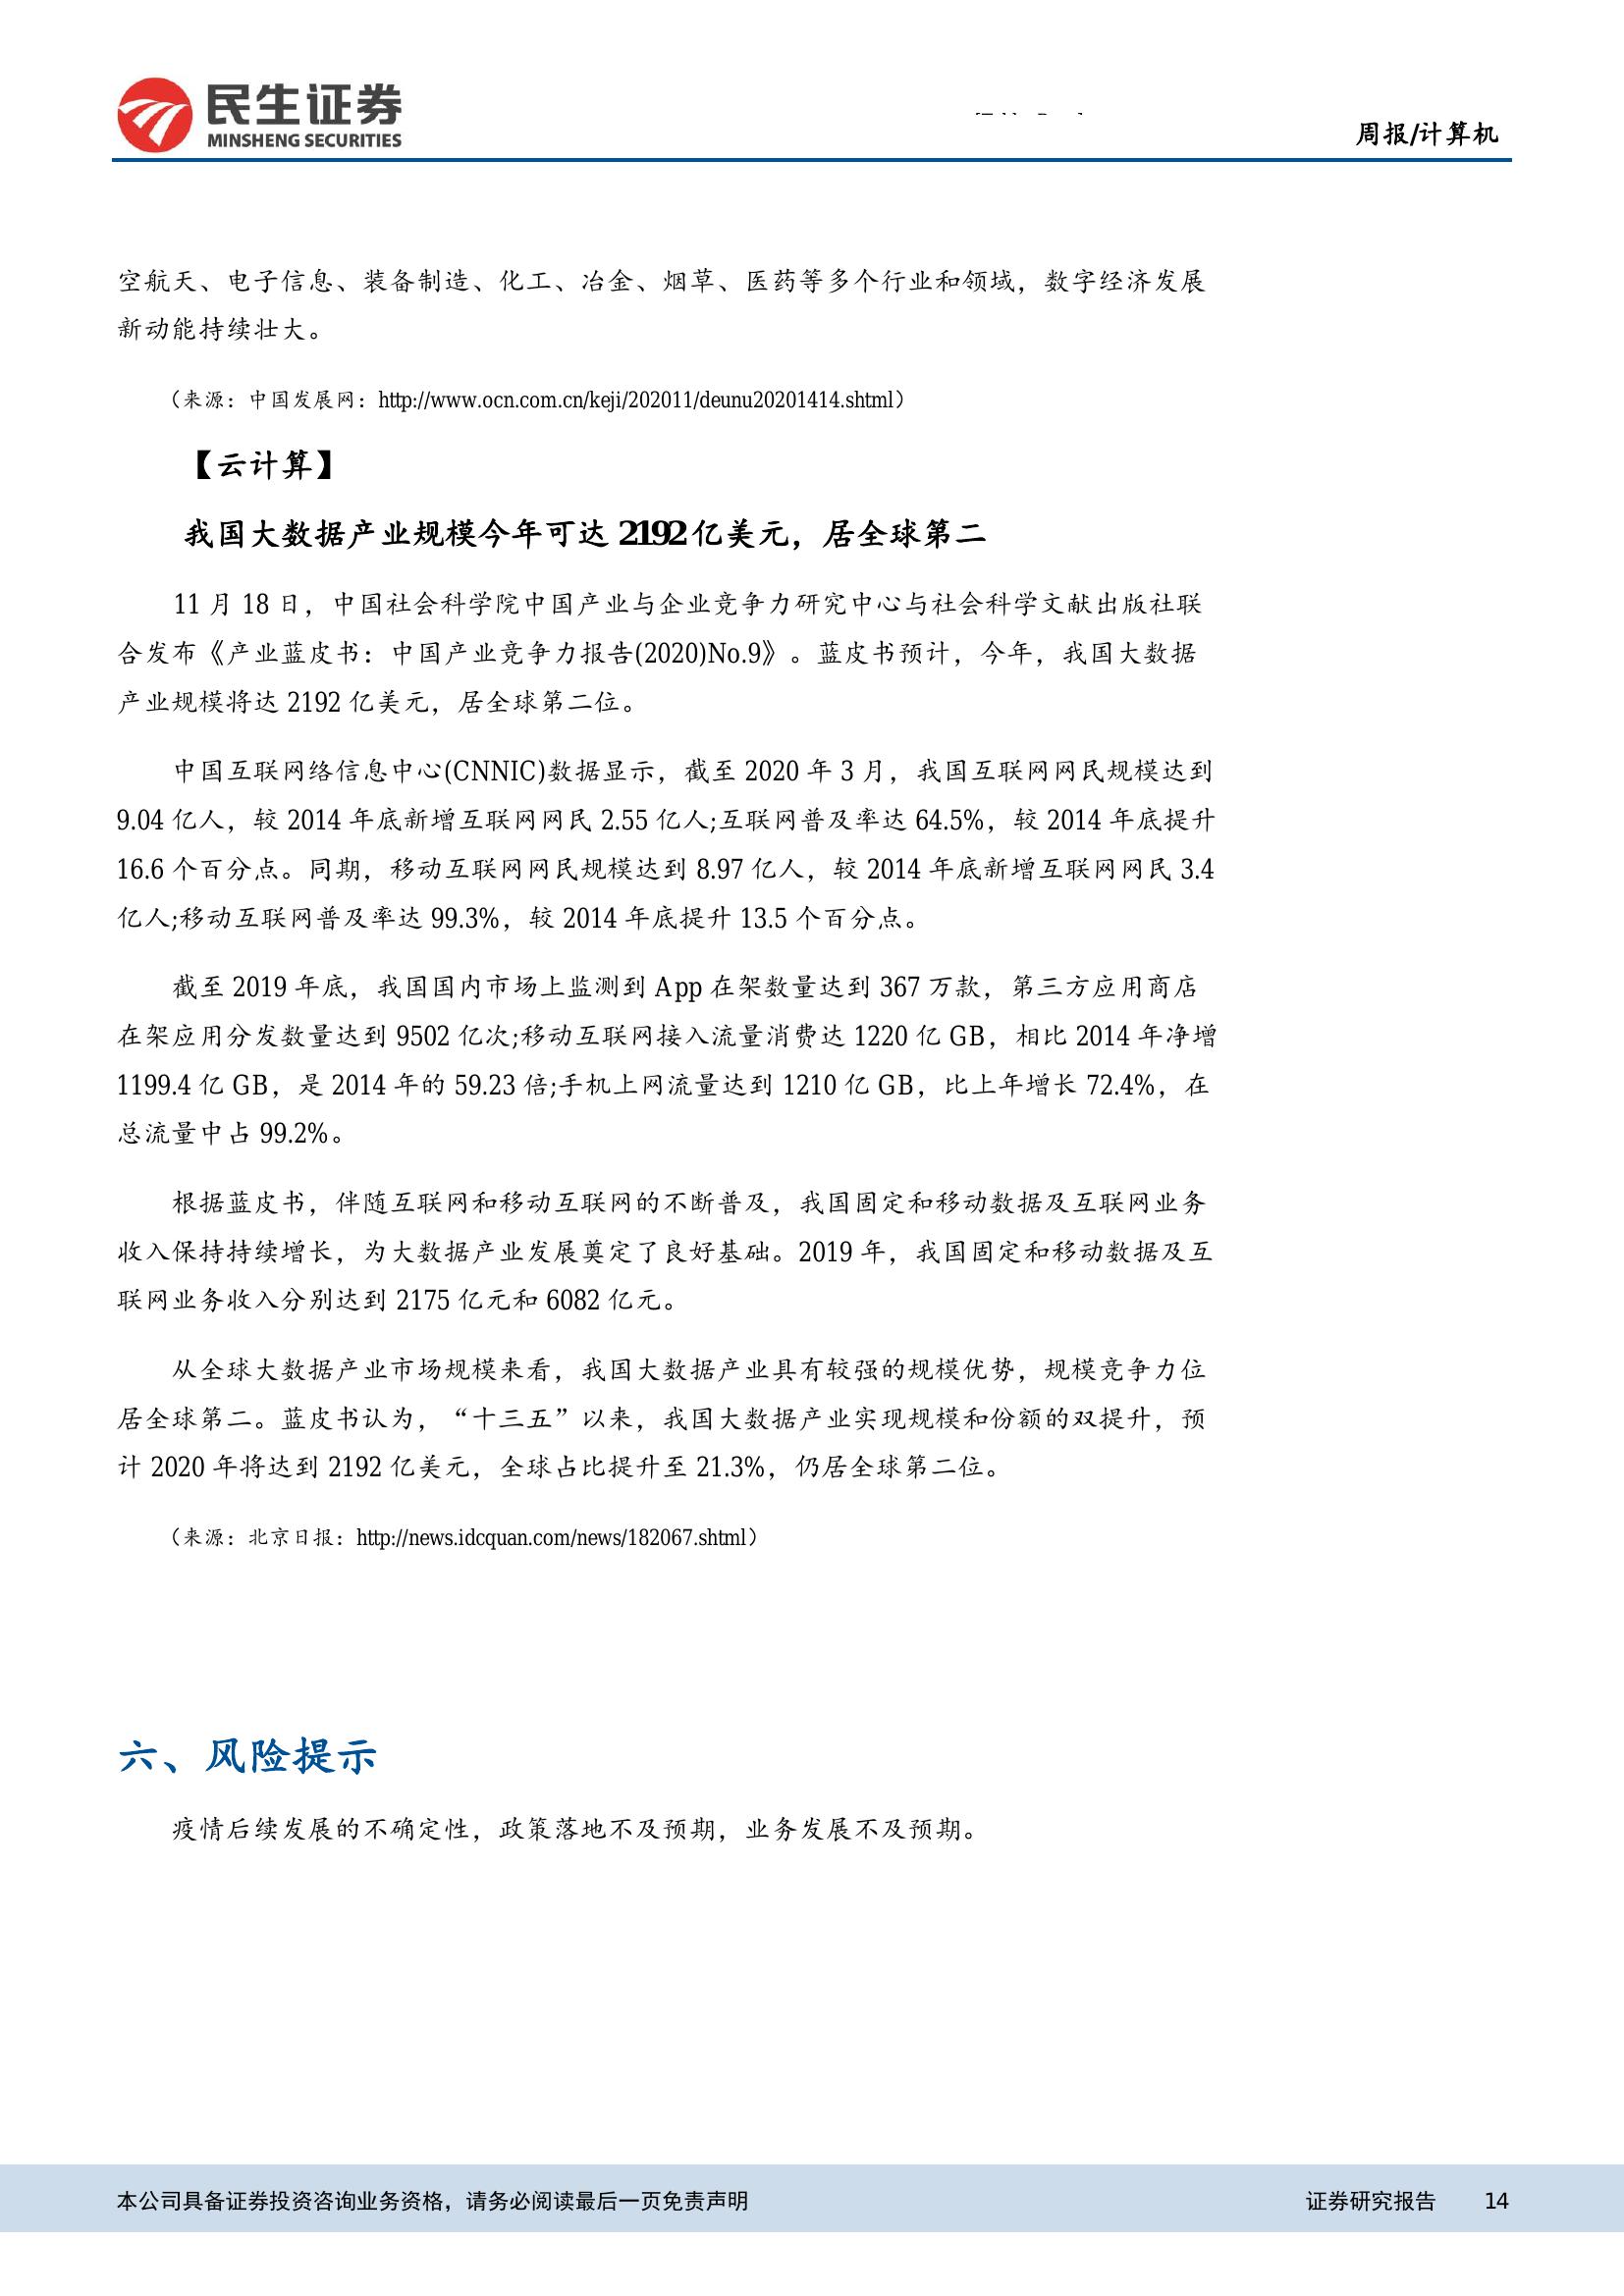 民生证券
MINSHENG SECURITIES
周报/计算机
空航天、电子信息、装备制造、化工、冶金、烟草、医药等多个行业和领域，数字经济发展
新动能持续壮大。
（来源：中国发展网：http://www.ocn.com.cn/keji/202011/deunu20201414.shtml）
【云计算】
我国大数据产业规模今年可达 2192 亿美元，居全球第二
11 月 18 日，中国社会科学院中国产业与企业竞争力研究中心与社会科学文献出版社联
合发布《产业蓝皮书：中国产业竞争力报告(2020)No.9》。蓝皮书预计，今年，我国大数据
产业规模将达 2192 亿美元，居全球第二位。
中国互联网络信息中心(CNNIC)数据显示，截至 2020 年 3 月，我国互联网网民规模达到
9.04 亿人，较 2014 年底新增互联网网民 2.55 亿人;互联网普及率达 64.5%，较 2014 年底提升
16.6 个百分点。同期，移动互联网网民规模达到 8.97 亿人，较 2014 年底新增互联网网民 3.4
亿人;移动互联网普及率达 99.3%，较 2014 年底提升 13.5 个百分点。
截至 2019 年底，我国国内市场上监测到 App 在架数量达到 367 万款，第三方应用商店
在架应用分发数量达到 9502 亿次;移动互联网接入流量消费达 1220 亿 GB，相比 2014 年净增
1199.4 亿 GB，是 2014 年的 59.23 倍;手机上网流量达到 1210 亿 GB，比上年增长 72.4%，在
总流量中占 99.2%。
根据蓝皮书，伴随互联网和移动互联网的不断普及，我国固定和移动数据及互联网业务
收入保持持续增长，为大数据产业发展奠定了良好基础。2019 年，我国固定和移动数据及互
联网业务收入分别达到 2175 亿元和 6082 亿元。
从全球大数据产业市场规模来看，我国大数据产业具有较强的规模优势，规模竞争力位
居全球第二。蓝皮书认为，“十三五”以来，我国大数据产业实现规模和份额的双提升，预
计 2020 年将达到 2192 亿美元，全球占比提升至 21.3%，仍居全球第二位。
（来源：北京日报：http://news.idcquan.com/news/182067.shtml）
六、风险提示
疫情后续发展的不确定性，政策落地不及预期，业务发展不及预期。
本公司具备证券投资咨询业务资格，请务必阅读最后一页免责声明
证券研究报告 14